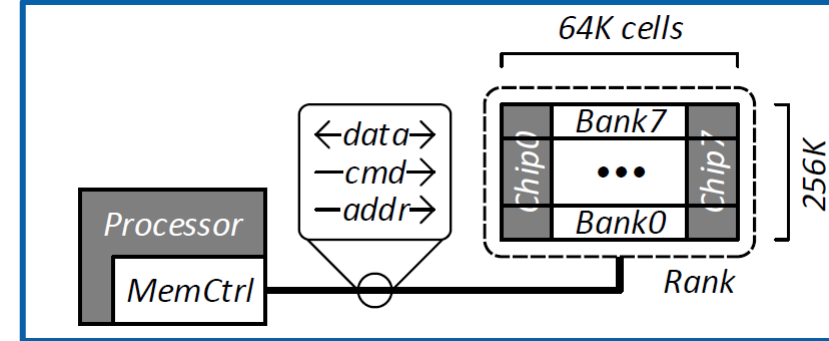 64K cells
Bank7
•••
Bank0
Chip0
Chip7
256K
Rank
←data→
—cmd→
—addr→
Processor
MemCtrl